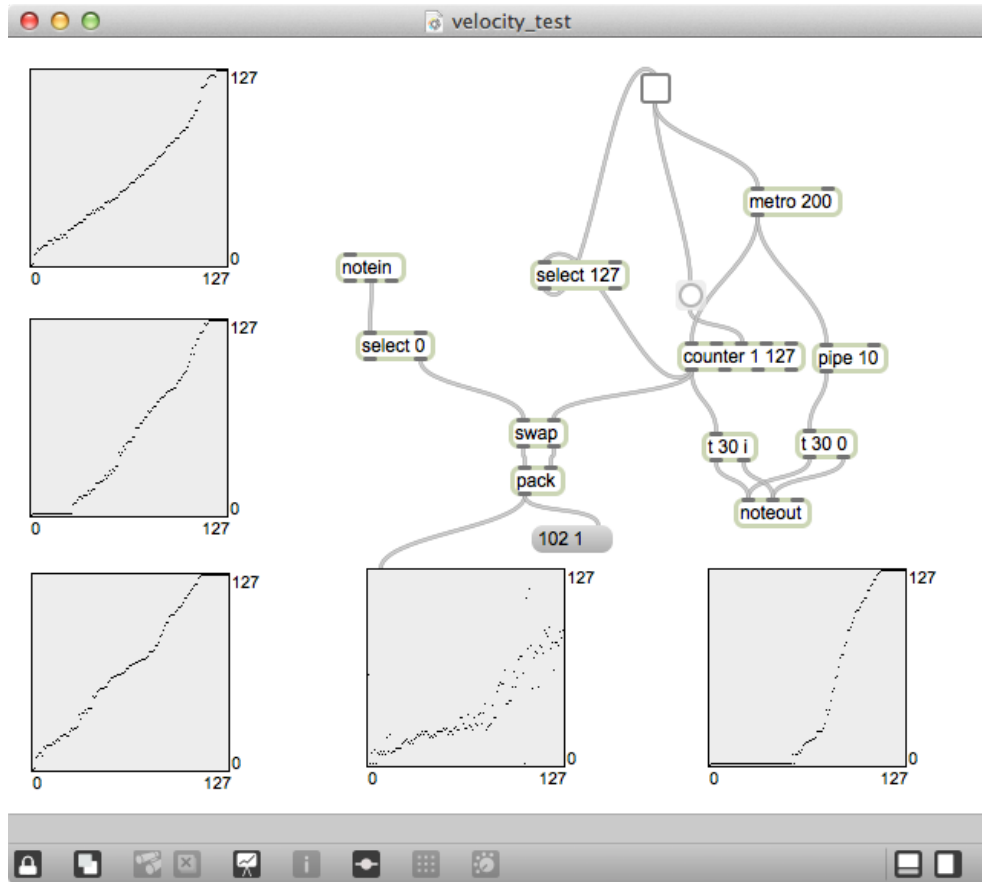 velocity_test
127
0
0
127
metro 200
notein
select 127
select 0
counter 1 127
pipe 10
127
0
0
127
swap
t 30 i
t 30 0
pack
noteout
102 1
127
0
0
127
127
0
0
127
127
0
0
127